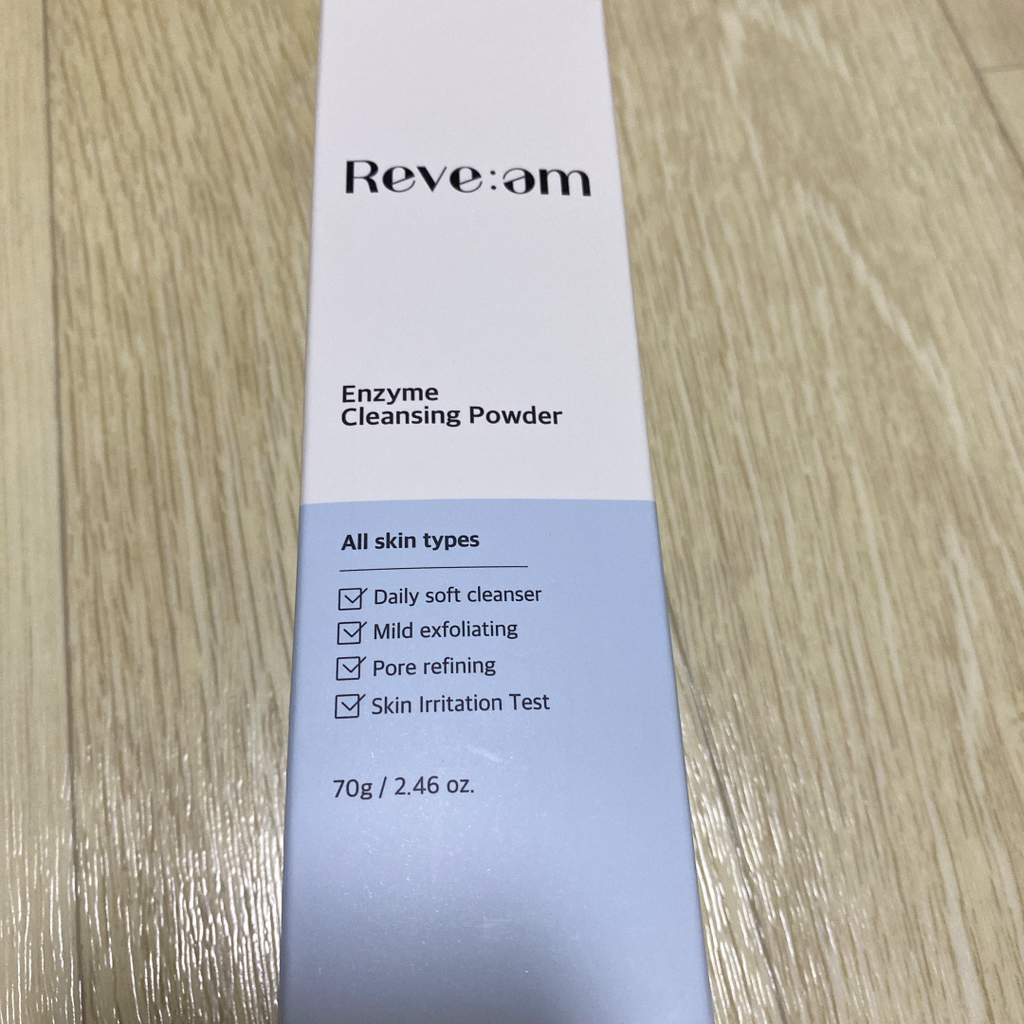 Reve:am
Enzyme
Cleansing Powder
All skin types
Daily soft cleanser
Mild exfoliating
Pore refining
Skin Irritation Test
70g / 2.46 oz.